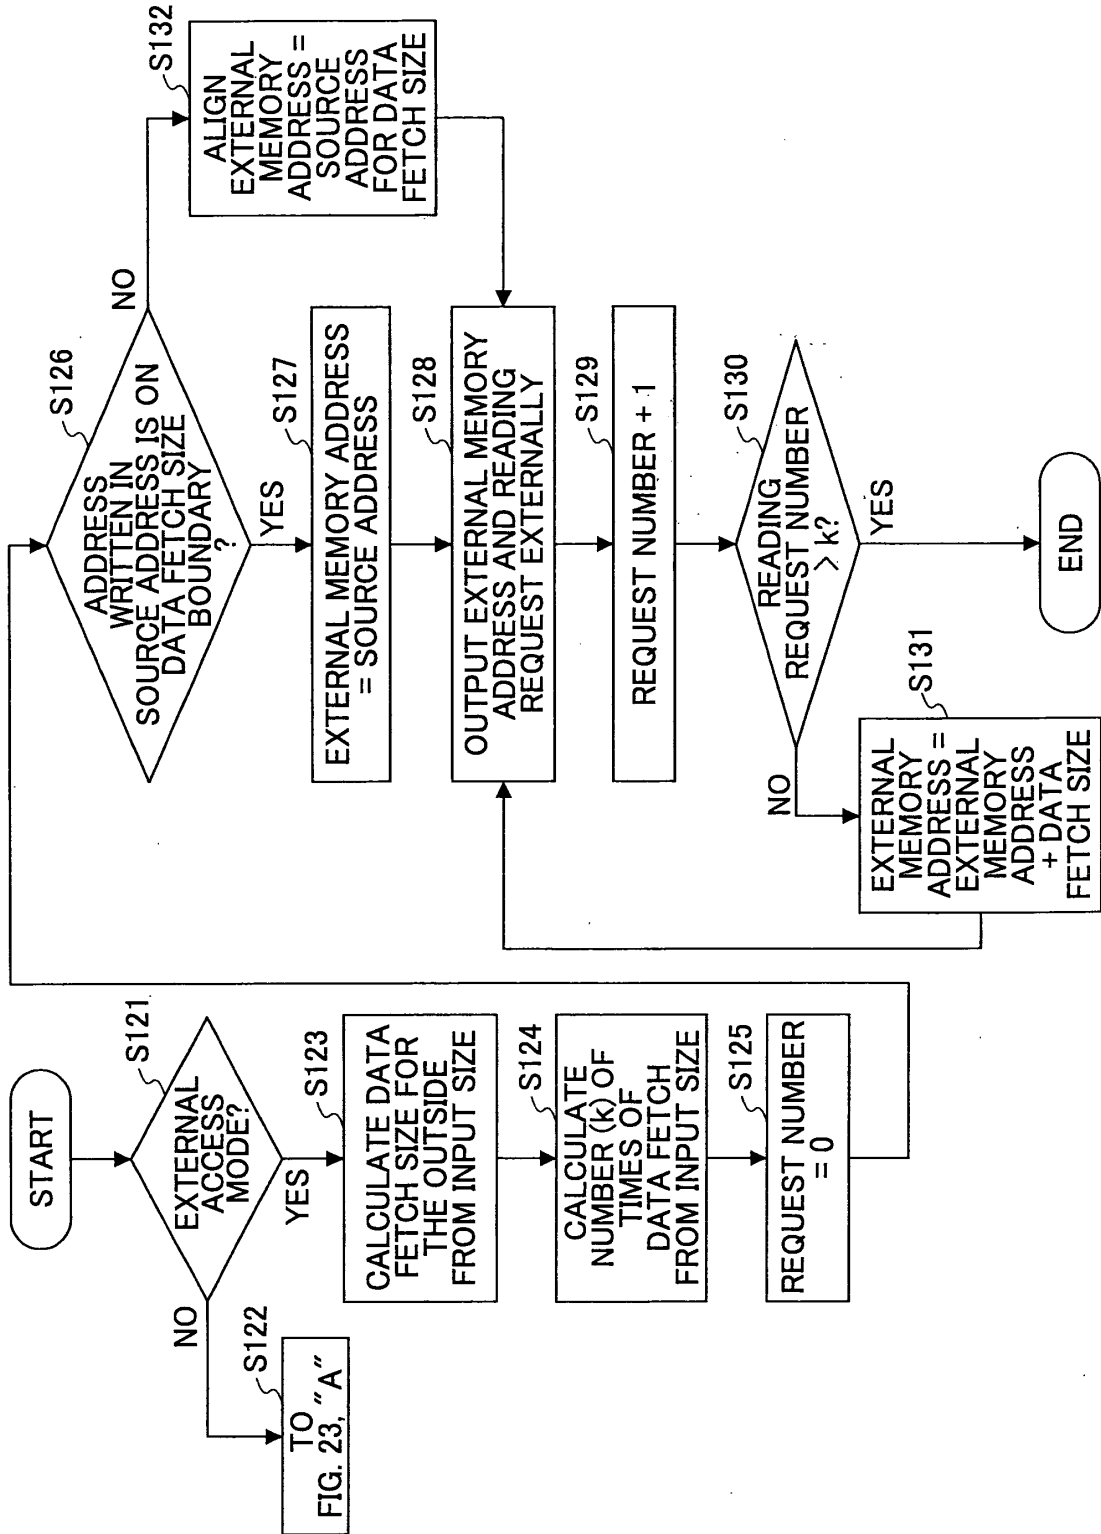 START
S121
EXTERNAL
ACCESS
MODE?
NO
YES
S122
TO
FIG. 23, "A"
S123
CALCULATE DATA
FETCH SIZE FOR
THE OUTSIDE
FROM INPUT SIZE
S124
CALCULATE
NUMBER (k) OF
TIMES OF
DATA FETCH
FROM INPUT SIZE
S125
REQUEST NUMBER
= 0
S126
ADDRESS
WRITTEN IN
SOURCE ADDRESS IS ON
DATA FETCH SIZE
BOUNDARY
?
NO
YES
S132
ALIGN
EXTERNAL
MEMORY
ADDRESS =
SOURCE
ADDRESS
FOR DATA
FETCH SIZE
S127
EXTERNAL MEMORY ADDRESS
= SOURCE ADDRESS
S128
OUTPUT EXTERNAL MEMORY
ADDRESS AND READING
REQUEST EXTERNALLY
S129
REQUEST NUMBER + 1
S130
READING
REQUEST NUMBER
> k?
NO
YES
S131
EXTERNAL
MEMORY
ADDRESS =
EXTERNAL
MEMORY
ADDRESS
+ DATA
FETCH SIZE
END